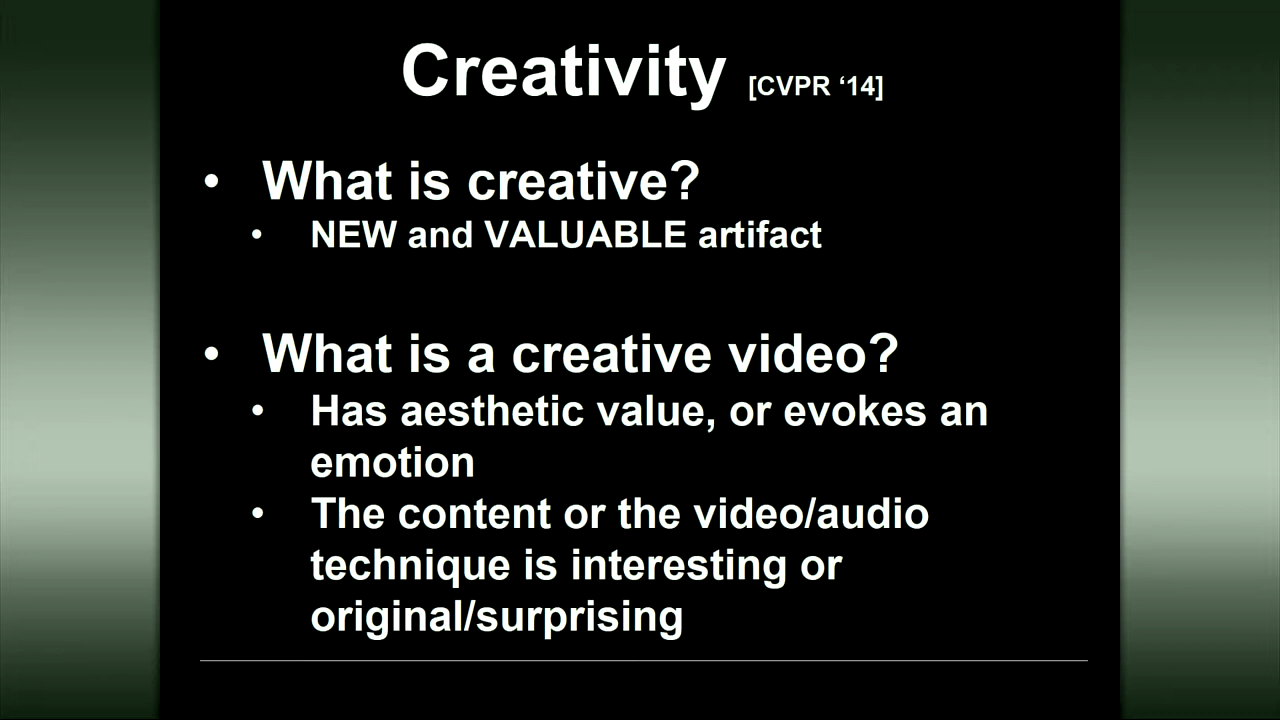 Creativity [CVPR ‘14]
• What is creative?
• NEW and VALUABLE artifact
• What is a creative video?
• Has aesthetic value, or evokes an
emotion
• The content or the video/audio
technique is interesting or
original/surprising